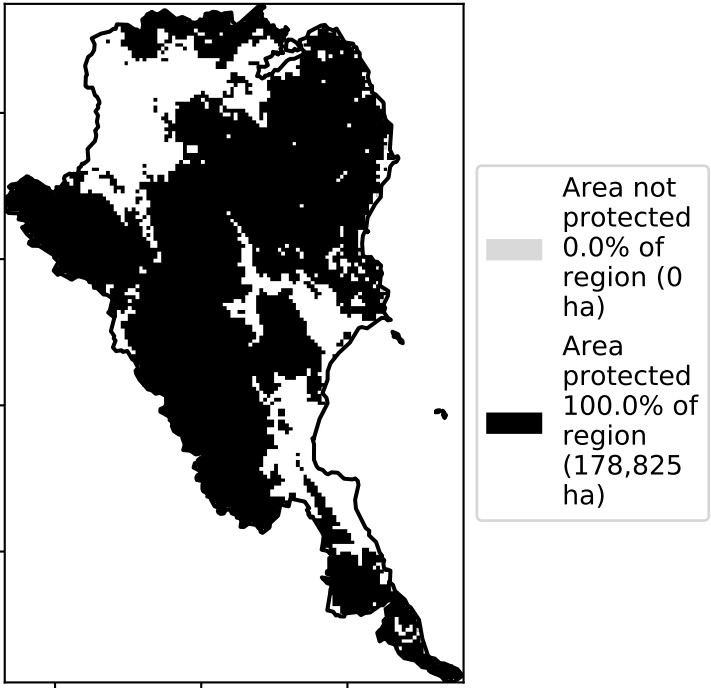 Area not
protected
0.0% of
region (0
ha)
Area
protected
100.0% of
region
(178,825
ha)